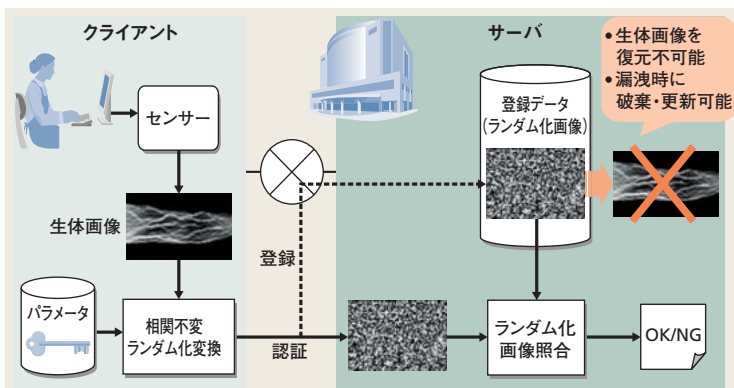 クライアント
サーバ
• 生体画像を
復元不可能
• 漏洩時に
破棄・更新可能
センサー
登録データ
(ランダム化画像)
生体画像
登録
パラメータ
相関不変
ランダム化変換
認証
ランダム化
画像照合
OK/NG